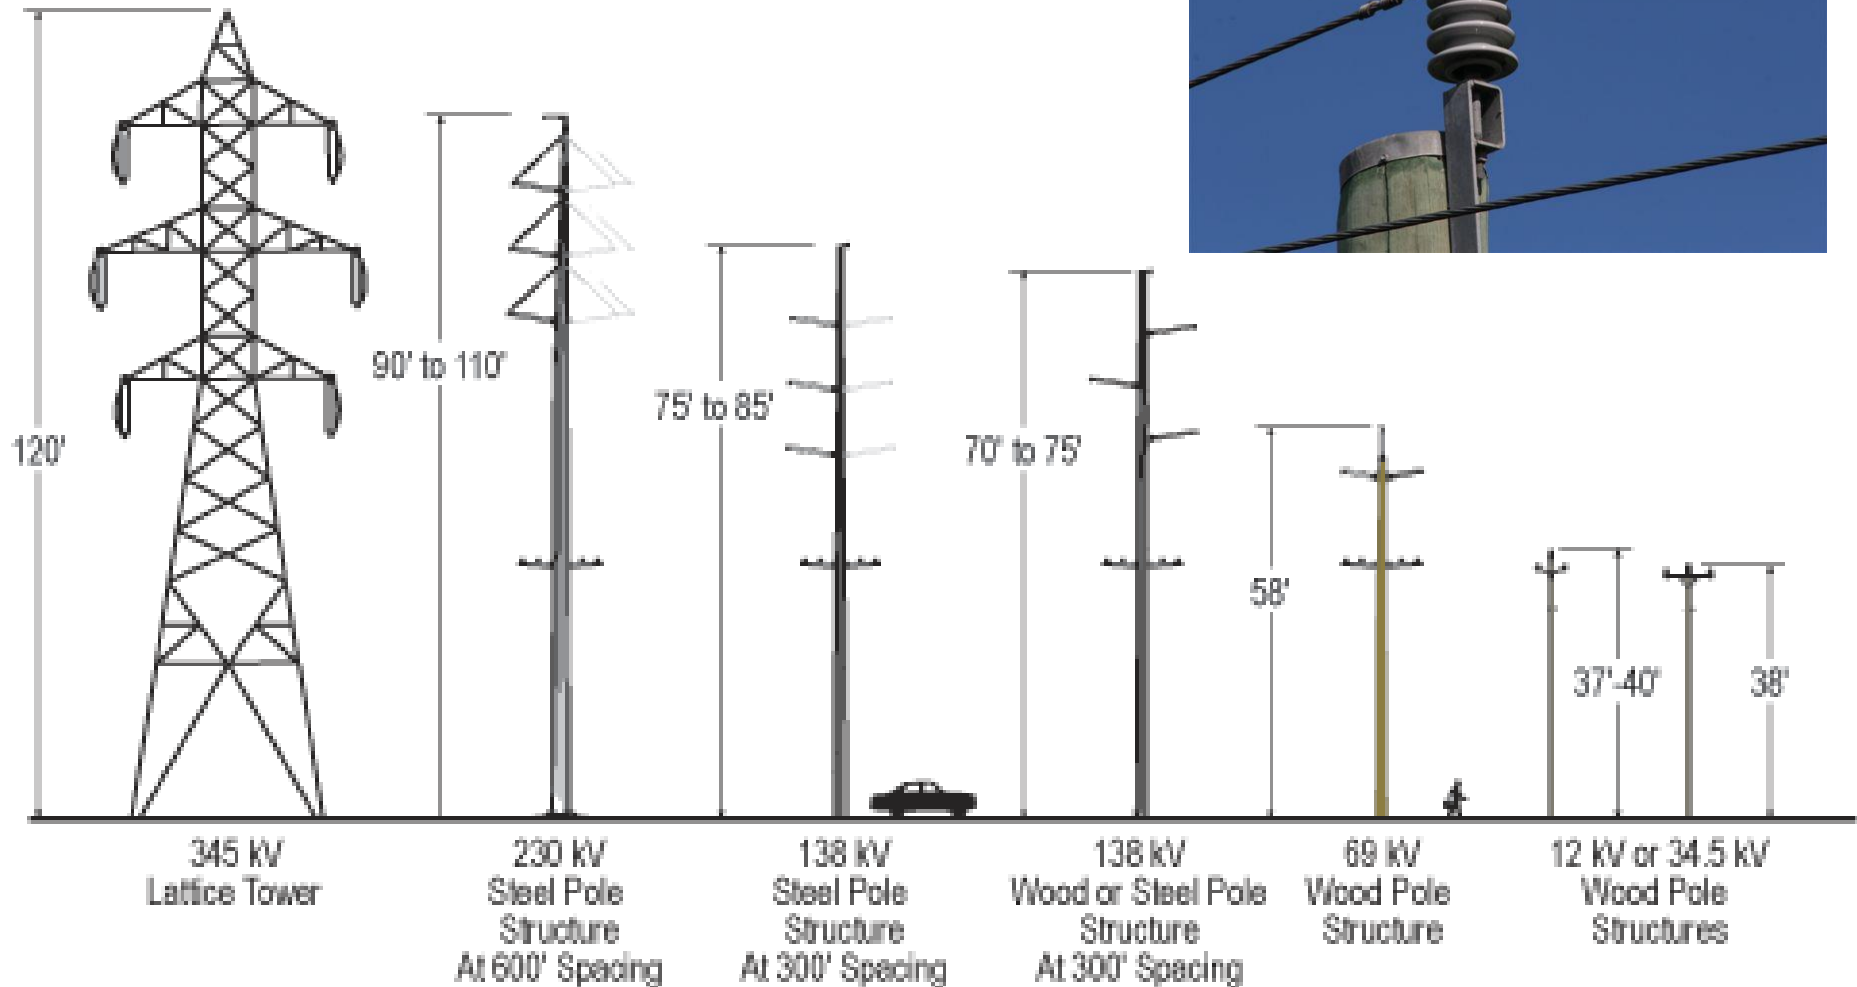 120'
90' to 110'
75' to 85'
70' to 75'
58'
37'-40'
38'
345 kV
Lattice Tower
230 kV
Steel Pole
Structure
At 600' Spacing
138 kV
Steel Pole
Structure
At 300' Spacing
138 kV
Wood or Steel Pole
Structure
At 300' Spacing
69 kV
Wood Pole
Structure
12 kV or 34.5 kV
Wood Pole
Structures